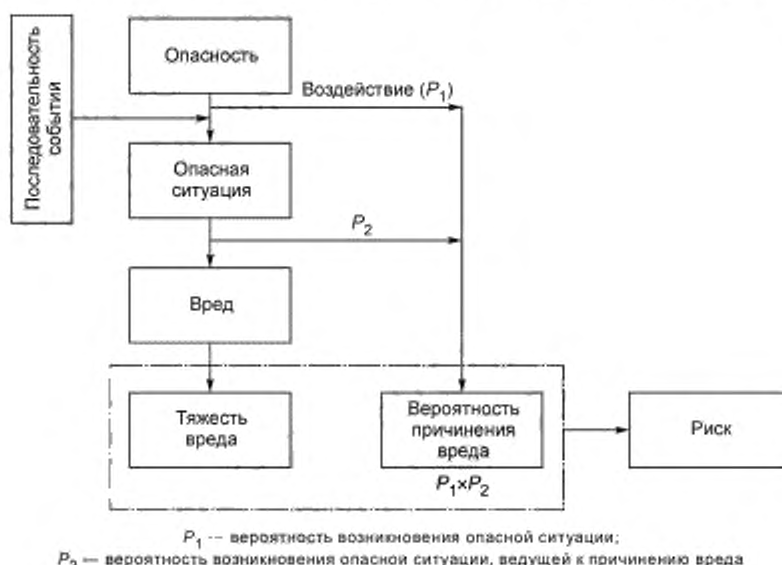 Последовательность
событий
Опасность
Воздействие (P₁)
Опасная
ситуация
P₂
Вред
Тяжесть
вреда
Вероятность
причинения
вреда
P₁×P₂
Риск
P₁ — вероятность возникновения опасной ситуации;
P₂ — вероятность возникновения опасной ситуации, ведущей к причинению вреда